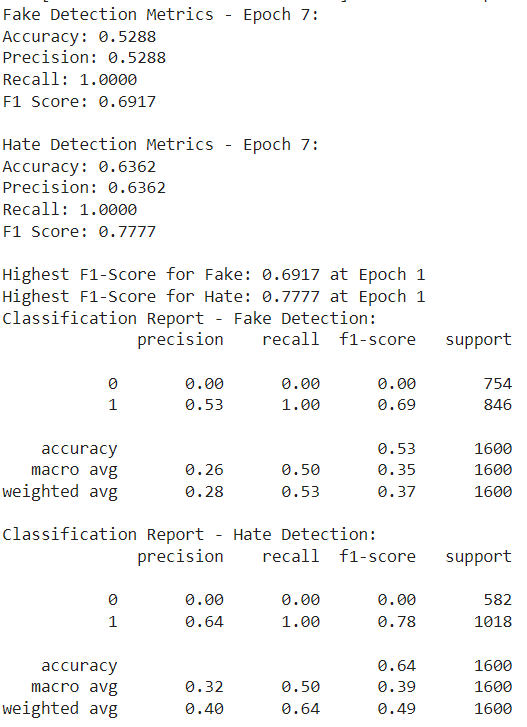 Fake Detection Metrics - Epoch 7:
Accuracy: 0.5288
Precision: 0.5288
Recall: 1.0000
F1 Score: 0.6917

Hate Detection Metrics - Epoch 7:
Accuracy: 0.6362
Precision: 0.6362
Recall: 1.0000
F1 Score: 0.7777

Highest F1-Score for Fake: 0.6917 at Epoch 1
Highest F1-Score for Hate: 0.7777 at Epoch 1
Classification Report - Fake Detection:
              precision    recall  f1-score   support

           0       0.00      0.00      0.00       754
           1       0.53      1.00      0.69       846

    accuracy                           0.53      1600
   macro avg       0.26      0.50      0.35      1600
weighted avg       0.28      0.53      0.37      1600

Classification Report - Hate Detection:
              precision    recall  f1-score   support

           0       0.00      0.00      0.00       582
           1       0.64      1.00      0.78      1018

    accuracy                           0.64      1600
   macro avg       0.32      0.50      0.39      1600
weighted avg       0.40      0.64      0.49      1600